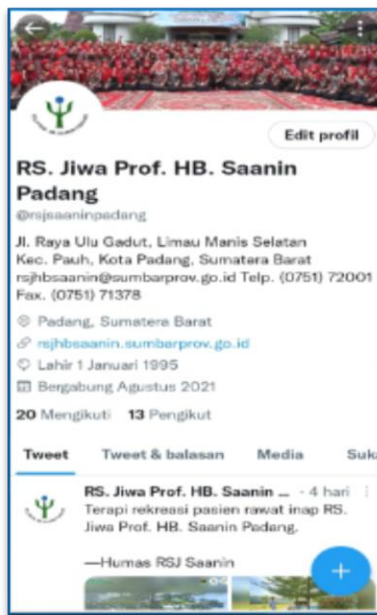 Edit profil
RS. Jiwa Prof. HB. Saanin
Padang
@rsjsaaninpadang
Jl. Raya Ulu Gadut, Limau Manis Selatan
Kec. Pauh, Kota Padang, Sumatera Barat
rsjhbsaanin@sumbarprov.go.id Telp. (0751) 72001
Fax. (0751) 71378
Padang, Sumatera Barat
rsjhbsaanin.sumbarprov.go.id
Lahir 1 Januari 1995
Bergabung Agustus 2021
20 Mengikuti 13 Pengikut
Tweet Tweet & balasan Media Suka
RS. Jiwa Prof. HB. Saanin ... · 4 hari
Terapi rekreasi pasien rawat inap RS.
Jiwa Prof. HB. Saanin Padang.
—Humas RSJ Saanin